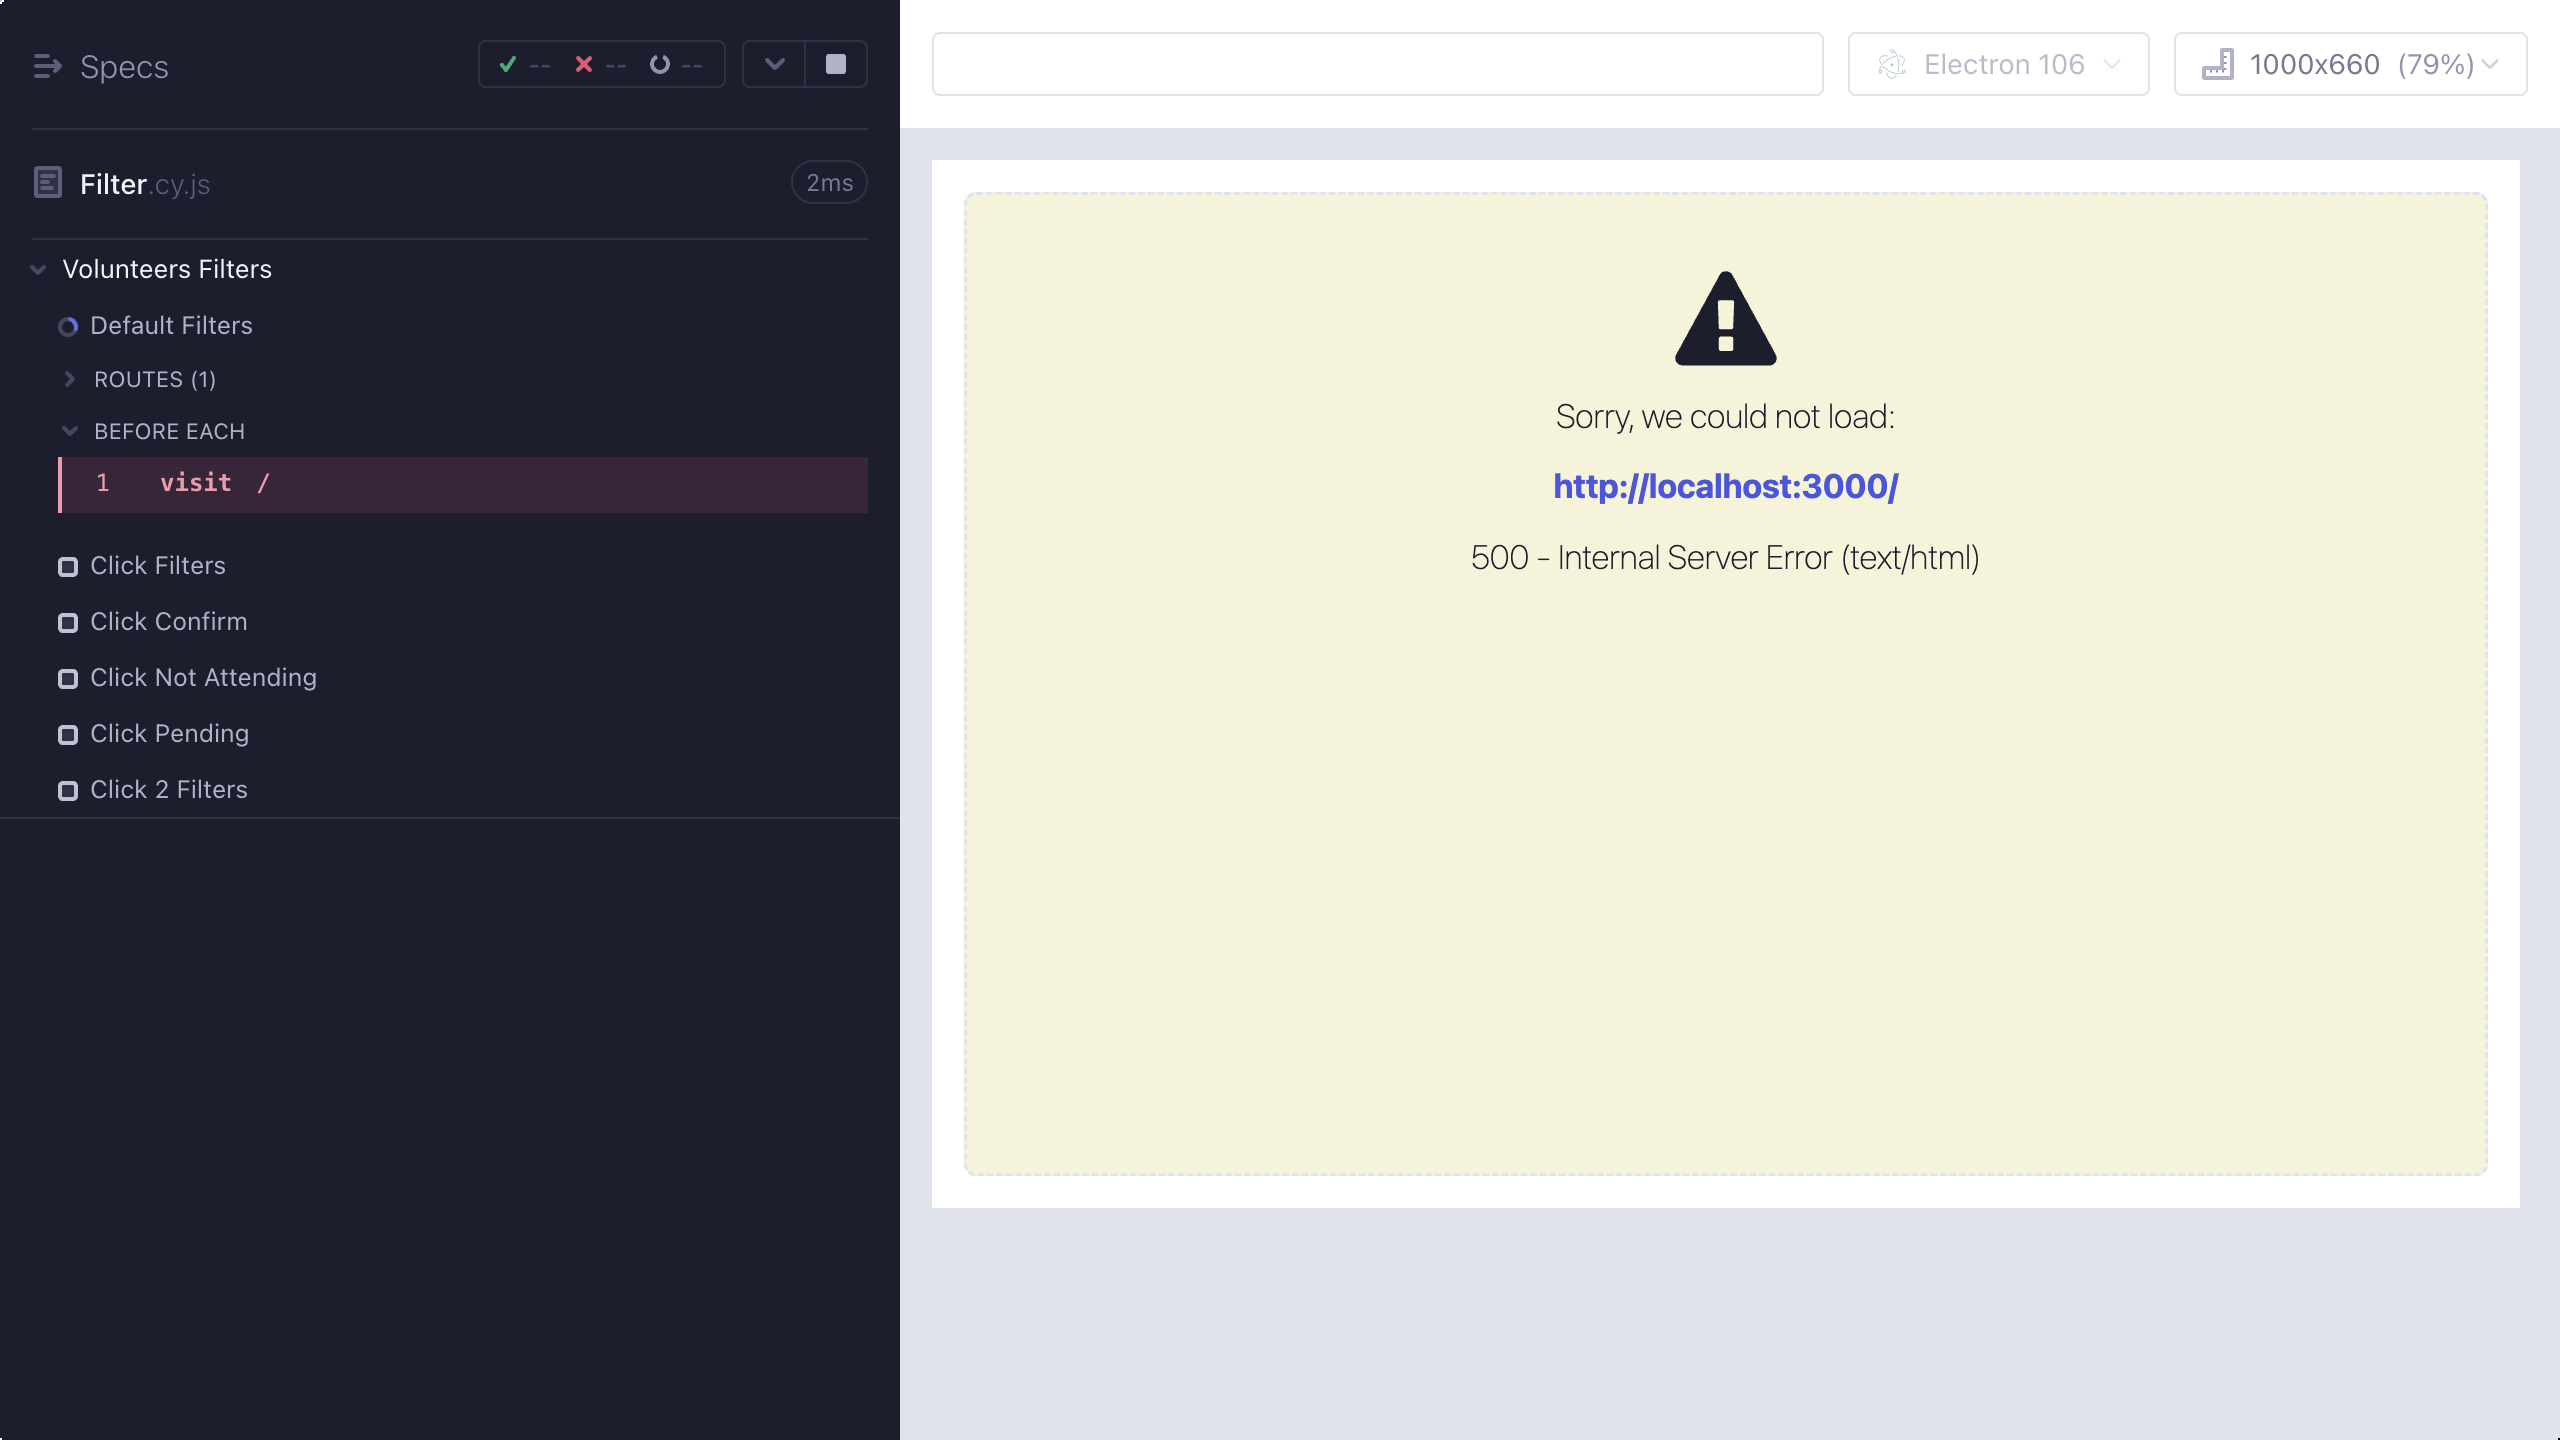 Specs
-- -- --
Filter.cy.js
2ms
Volunteers Filters
Default Filters
ROUTES (1)
BEFORE EACH
1 visit /
Click Filters
Click Confirm
Click Not Attending
Click Pending
Click 2 Filters
Electron 106
1000x660 (79%)
Sorry, we could not load:
http://localhost:3000/
500 - Internal Server Error (text/html)